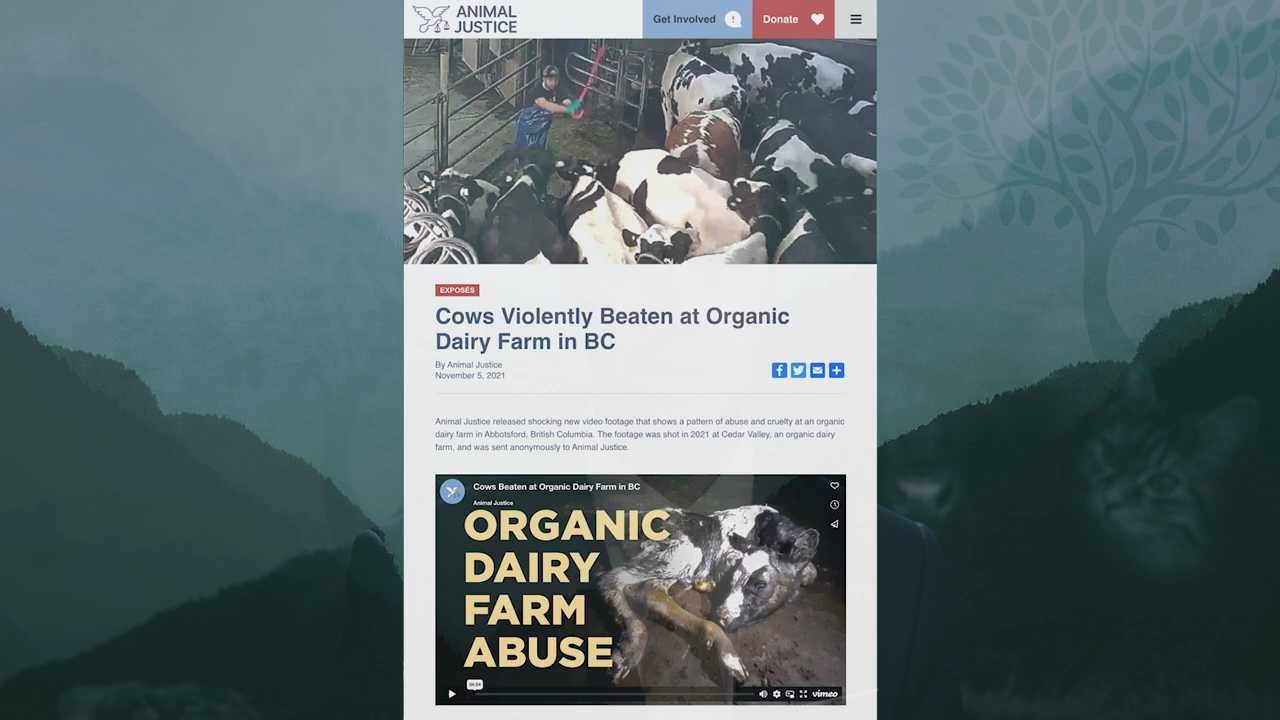 ANIMAL
JUSTICE
Get Involved
Donate
EXPOSÉS
Cows Violently Beaten at Organic
Dairy Farm in BC
By Animal Justice
November 5, 2021
Animal Justice released shocking new video footage that shows a pattern of abuse and cruelty at an organic
dairy farm in Abbotsford, British Columbia. The footage was shot in 2021 at Cedar Valley, an organic dairy
farm, and was sent anonymously to Animal Justice.
Cows Beaten at Organic Dairy Farm in BC
Animal Justice
ORGANIC
DAIRY
FARM
ABUSE
04:04
vimeo